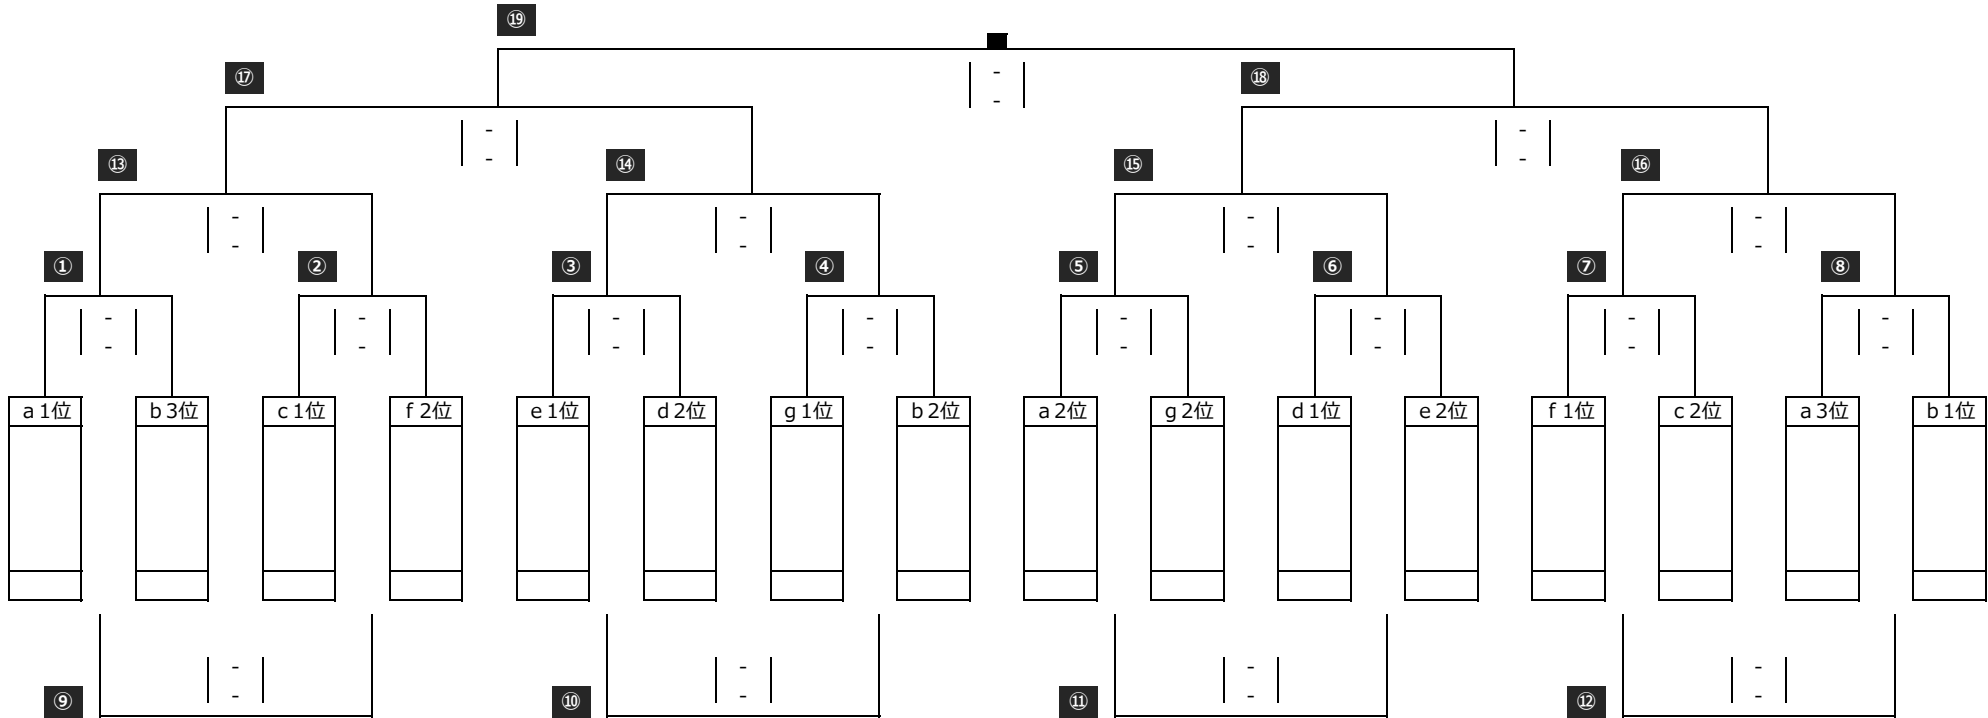 ⑲
-
⑰ ⑱
-
- -
- -
⑬ ⑭ ⑮ ⑯
- - - -
- - - -
① ② ③ ④ ⑤ ⑥ ⑦ ⑧
- - - - - - - -
- - - - - - - -
a 1位 b 3位 c 1位 f 2位 e 1位 d 2位 g 1位 b 2位 a 2位 g 2位 d 1位 e 2位 f 1位 c 2位 a 3位 b 1位
- - - -
- - - -
⑨ ⑩ ⑪ ⑫